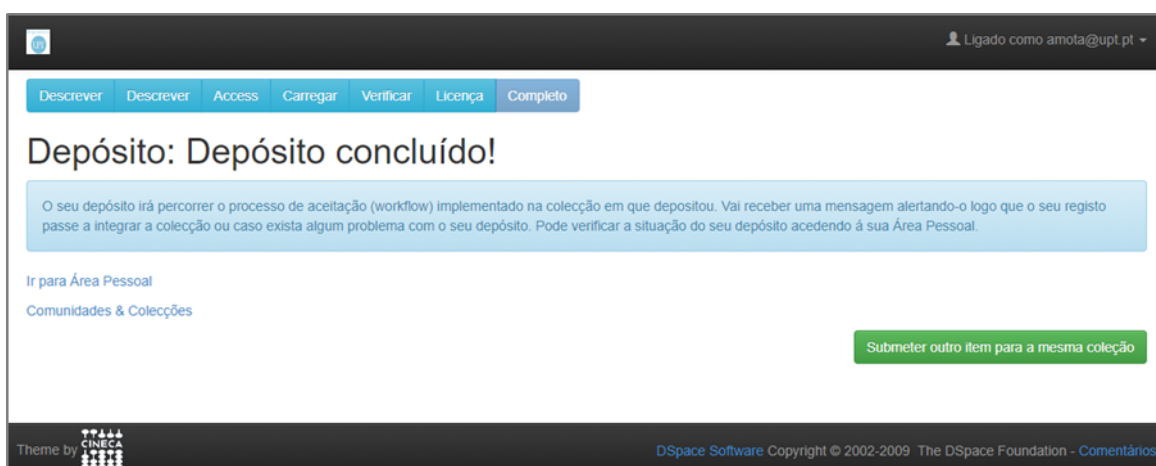 UPT
Ligado como amota@upt.pt
Descrever Descrever Access Carregar Verificar Licença Completo
Depósito: Depósito concluído!
O seu depósito irá percorrer o processo de aceitação (workflow) implementado na colecção em que depositou. Vai receber uma mensagem alertando-o logo que o seu registo
passe a integrar a colecção ou caso exista algum problema com o seu depósito. Pode verificar a situação do seu depósito acedendo á sua Área Pessoal.
Ir para Área Pessoal
Comunidades & Colecções
Submeter outro item para a mesma coleção
Theme by CINECA
DSpace Software Copyright © 2002-2009 The DSpace Foundation - Comentários